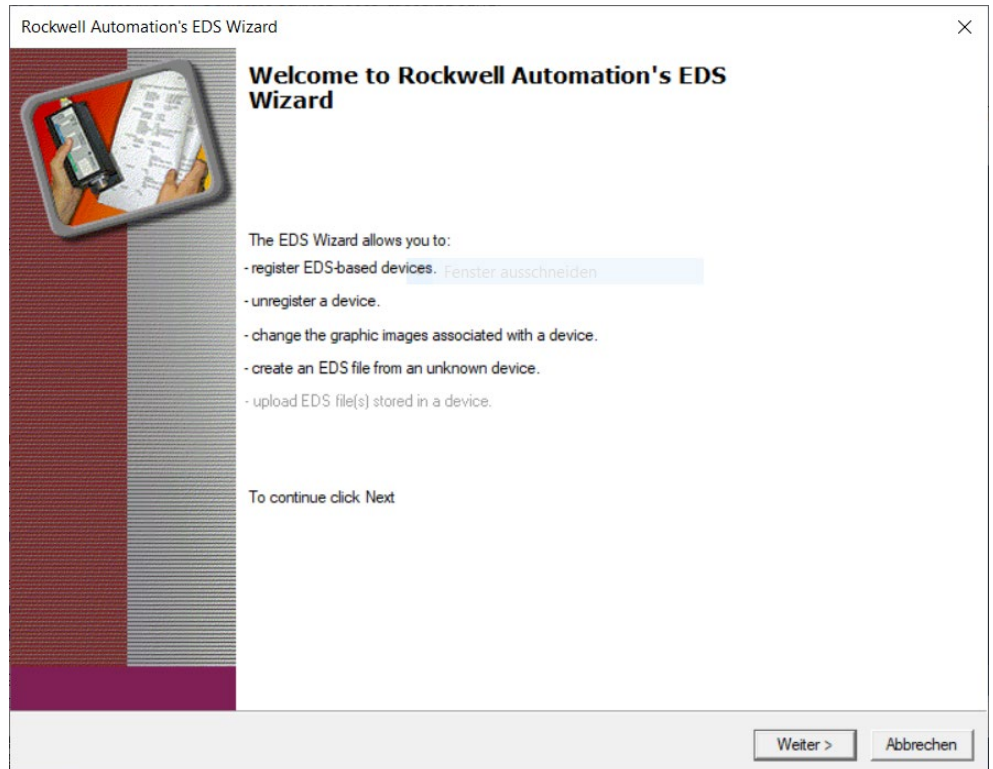 Rockwell Automation's EDS Wizard
Welcome to Rockwell Automation's EDS
Wizard
The EDS Wizard allows you to:
- register EDS-based devices.
Fenster ausschneiden
- unregister a device.
- change the graphic images associated with a device.
- create an EDS file from an unknown device.
- upload EDS file(s) stored in a device.
To continue click Next
Weiter >
Abbrechen